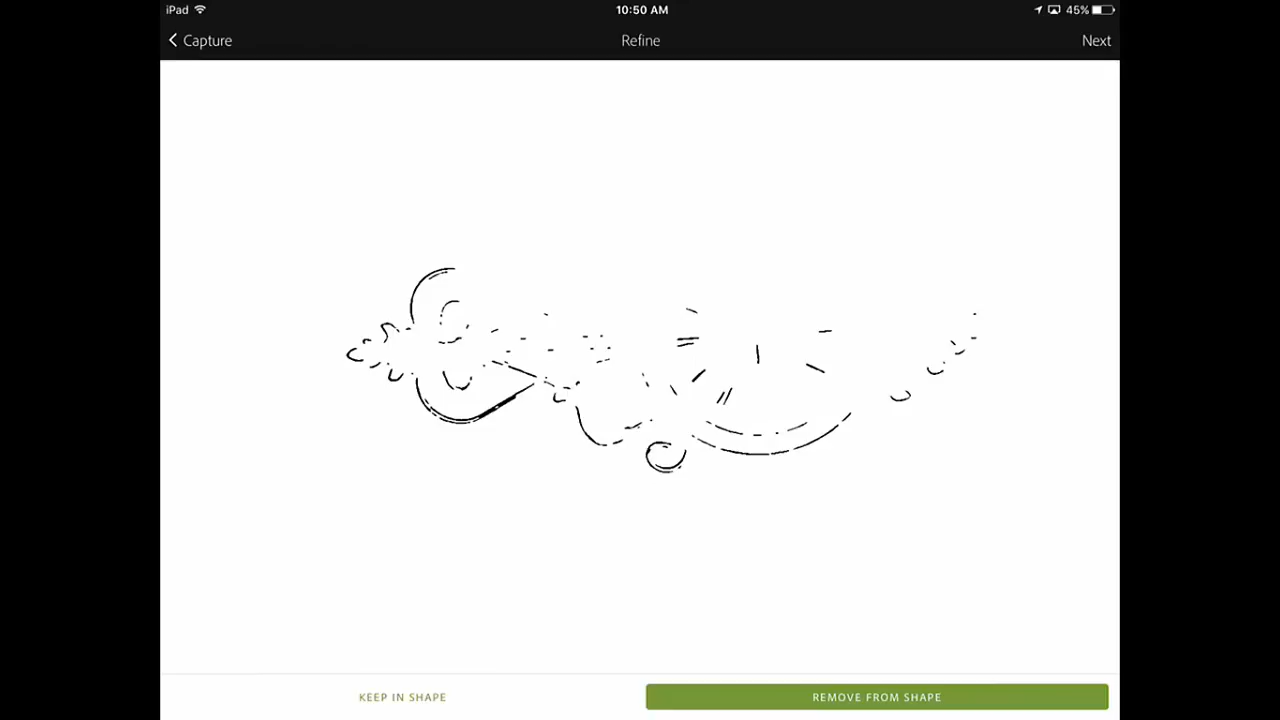 iPad 10:50 AM 45%
Capture Refine Next
KEEP IN SHAPE REMOVE FROM SHAPE